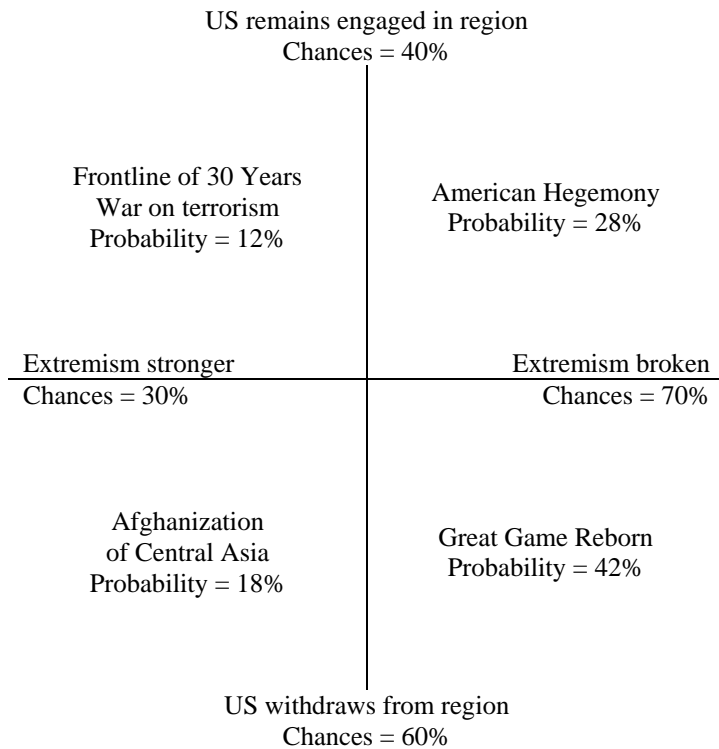 US remains engaged in region
Chances = 40%
Frontline of 30 Years
War on terrorism
Probability = 12%
American Hegemony
Probability = 28%
Extremism stronger
Chances = 30%
Extremism broken
Chances = 70%
Afghanization
of Central Asia
Probability = 18%
Great Game Reborn
Probability = 42%
US withdraws from region
Chances = 60%